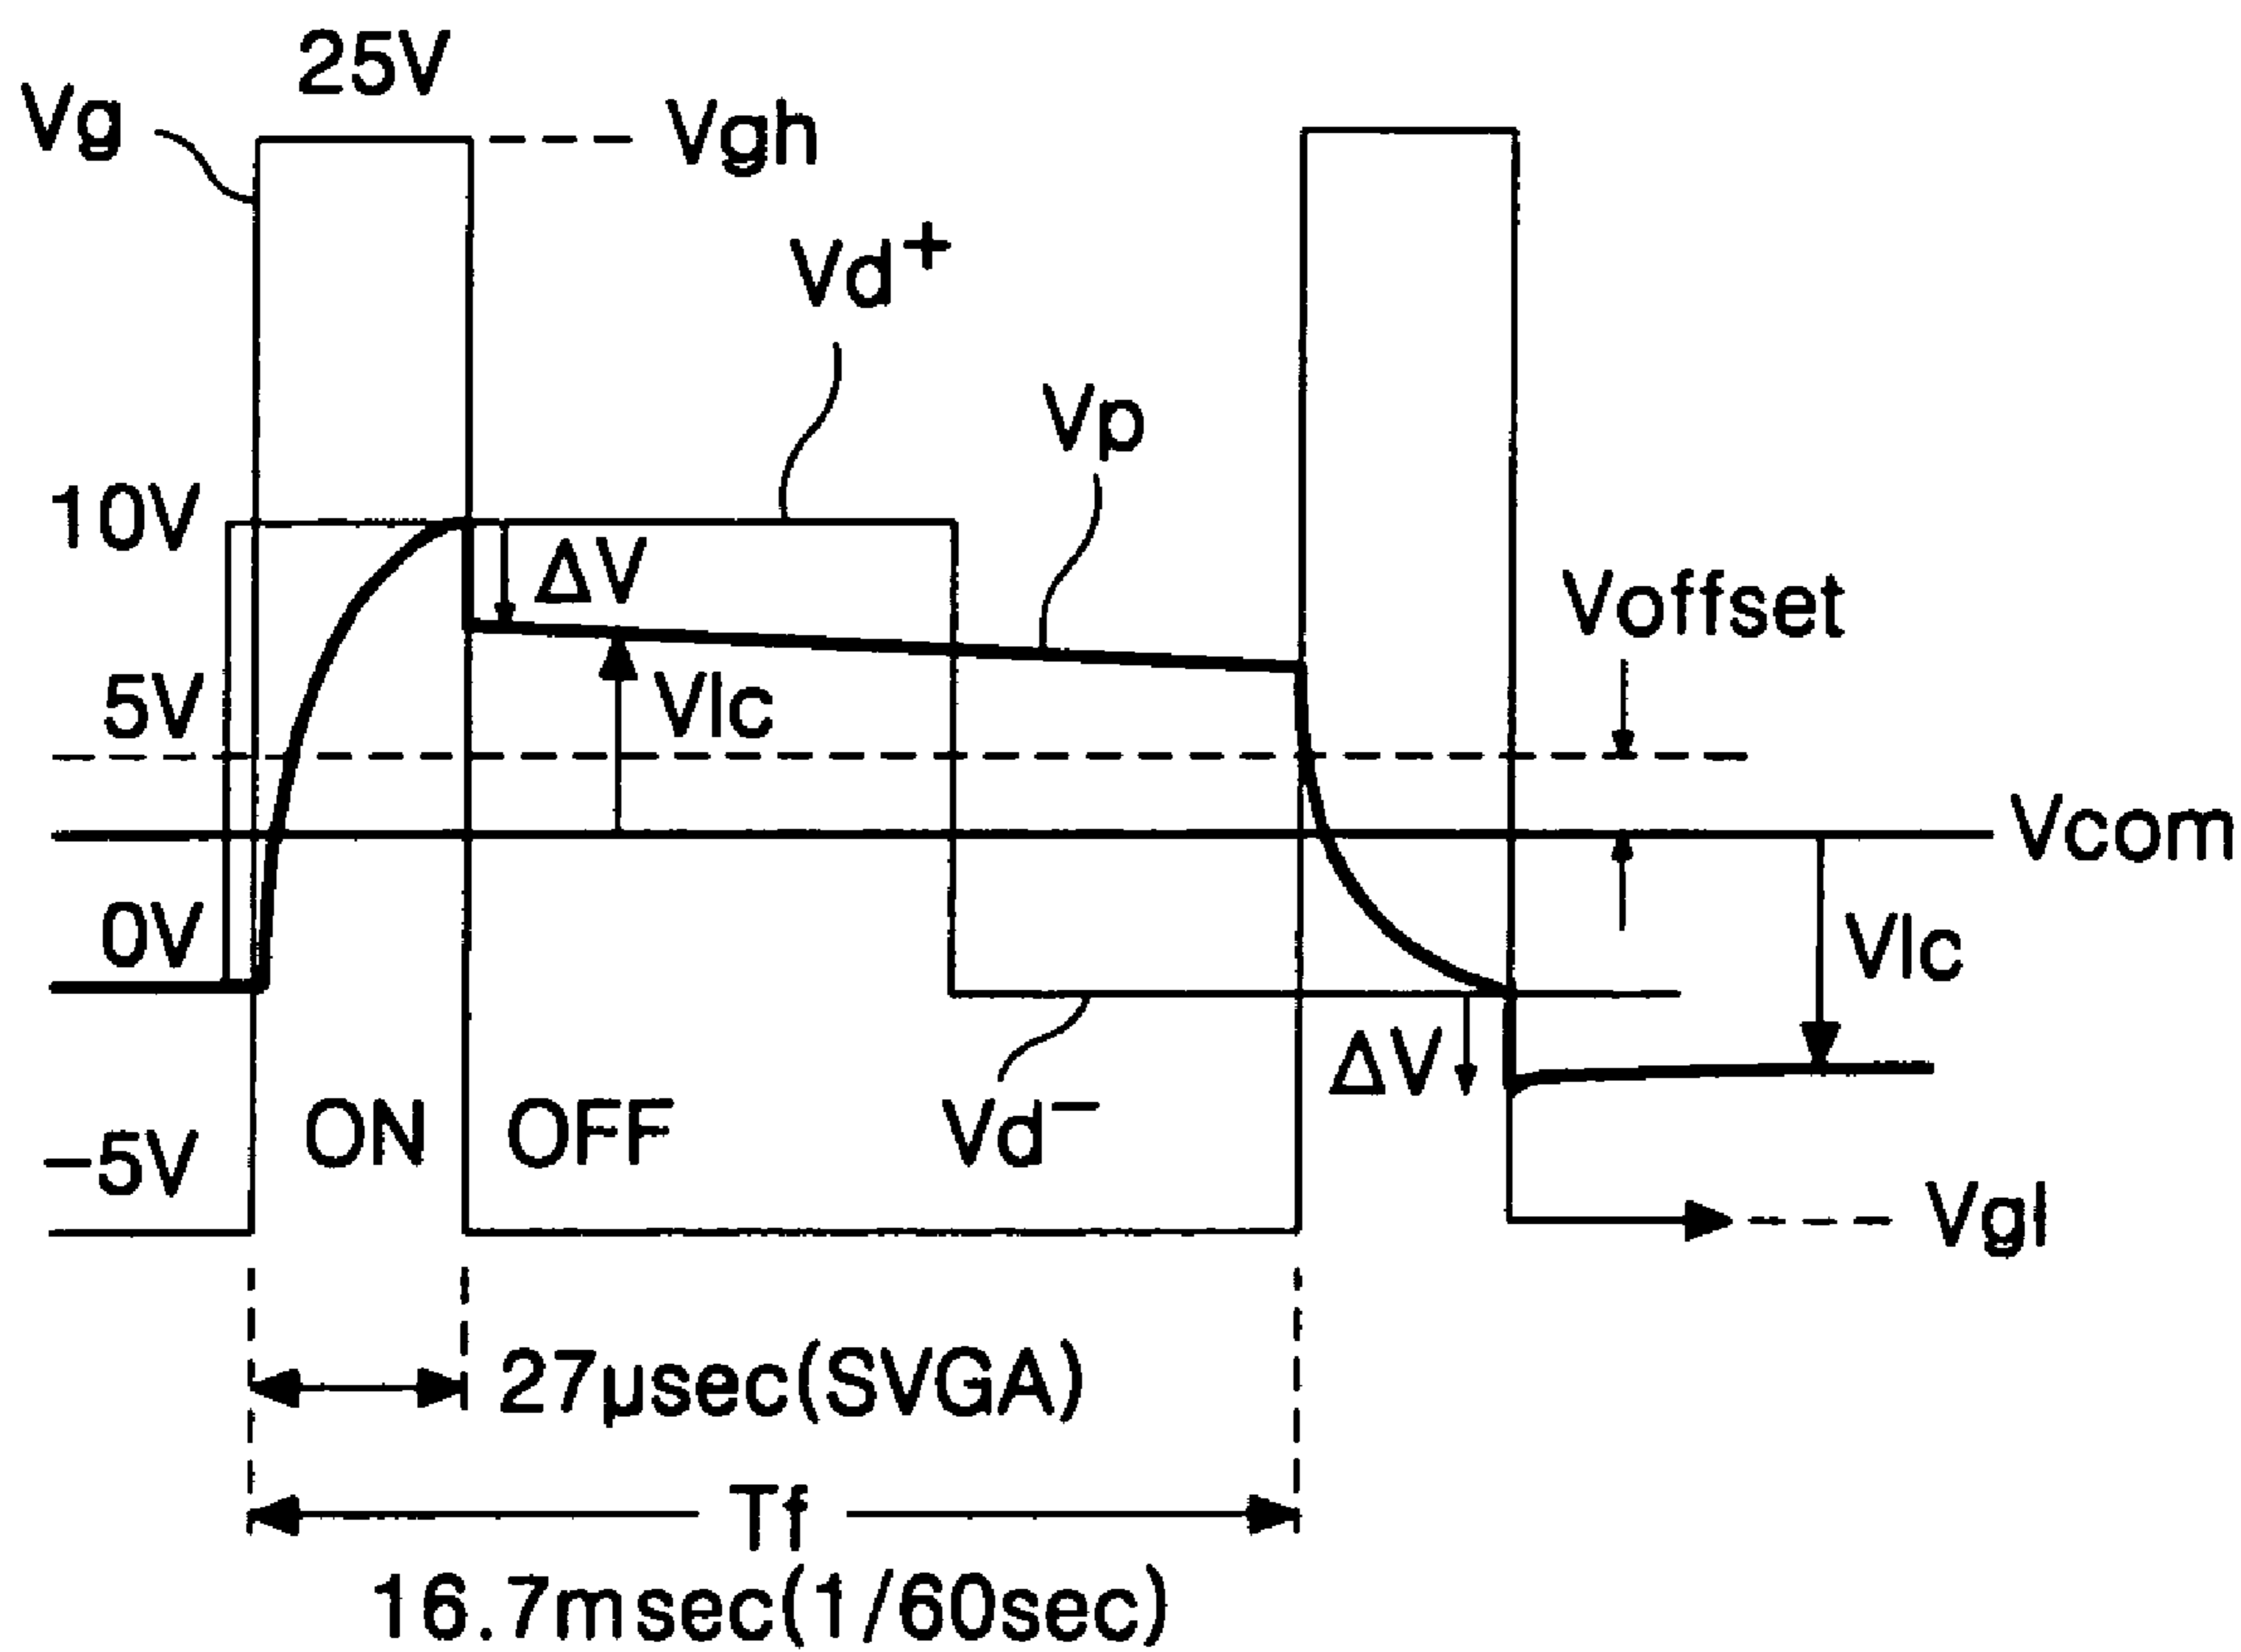 25V
Vg
Vgh
Vd+
Vp
10V
ΔV
Voffset
5V
Vlc
Vcom
0V
Vlc
ΔV
ON
OFF
Vd−
−5V
Vgl
27μsec(SVGA)
Tf
16.7msec(1/60sec)